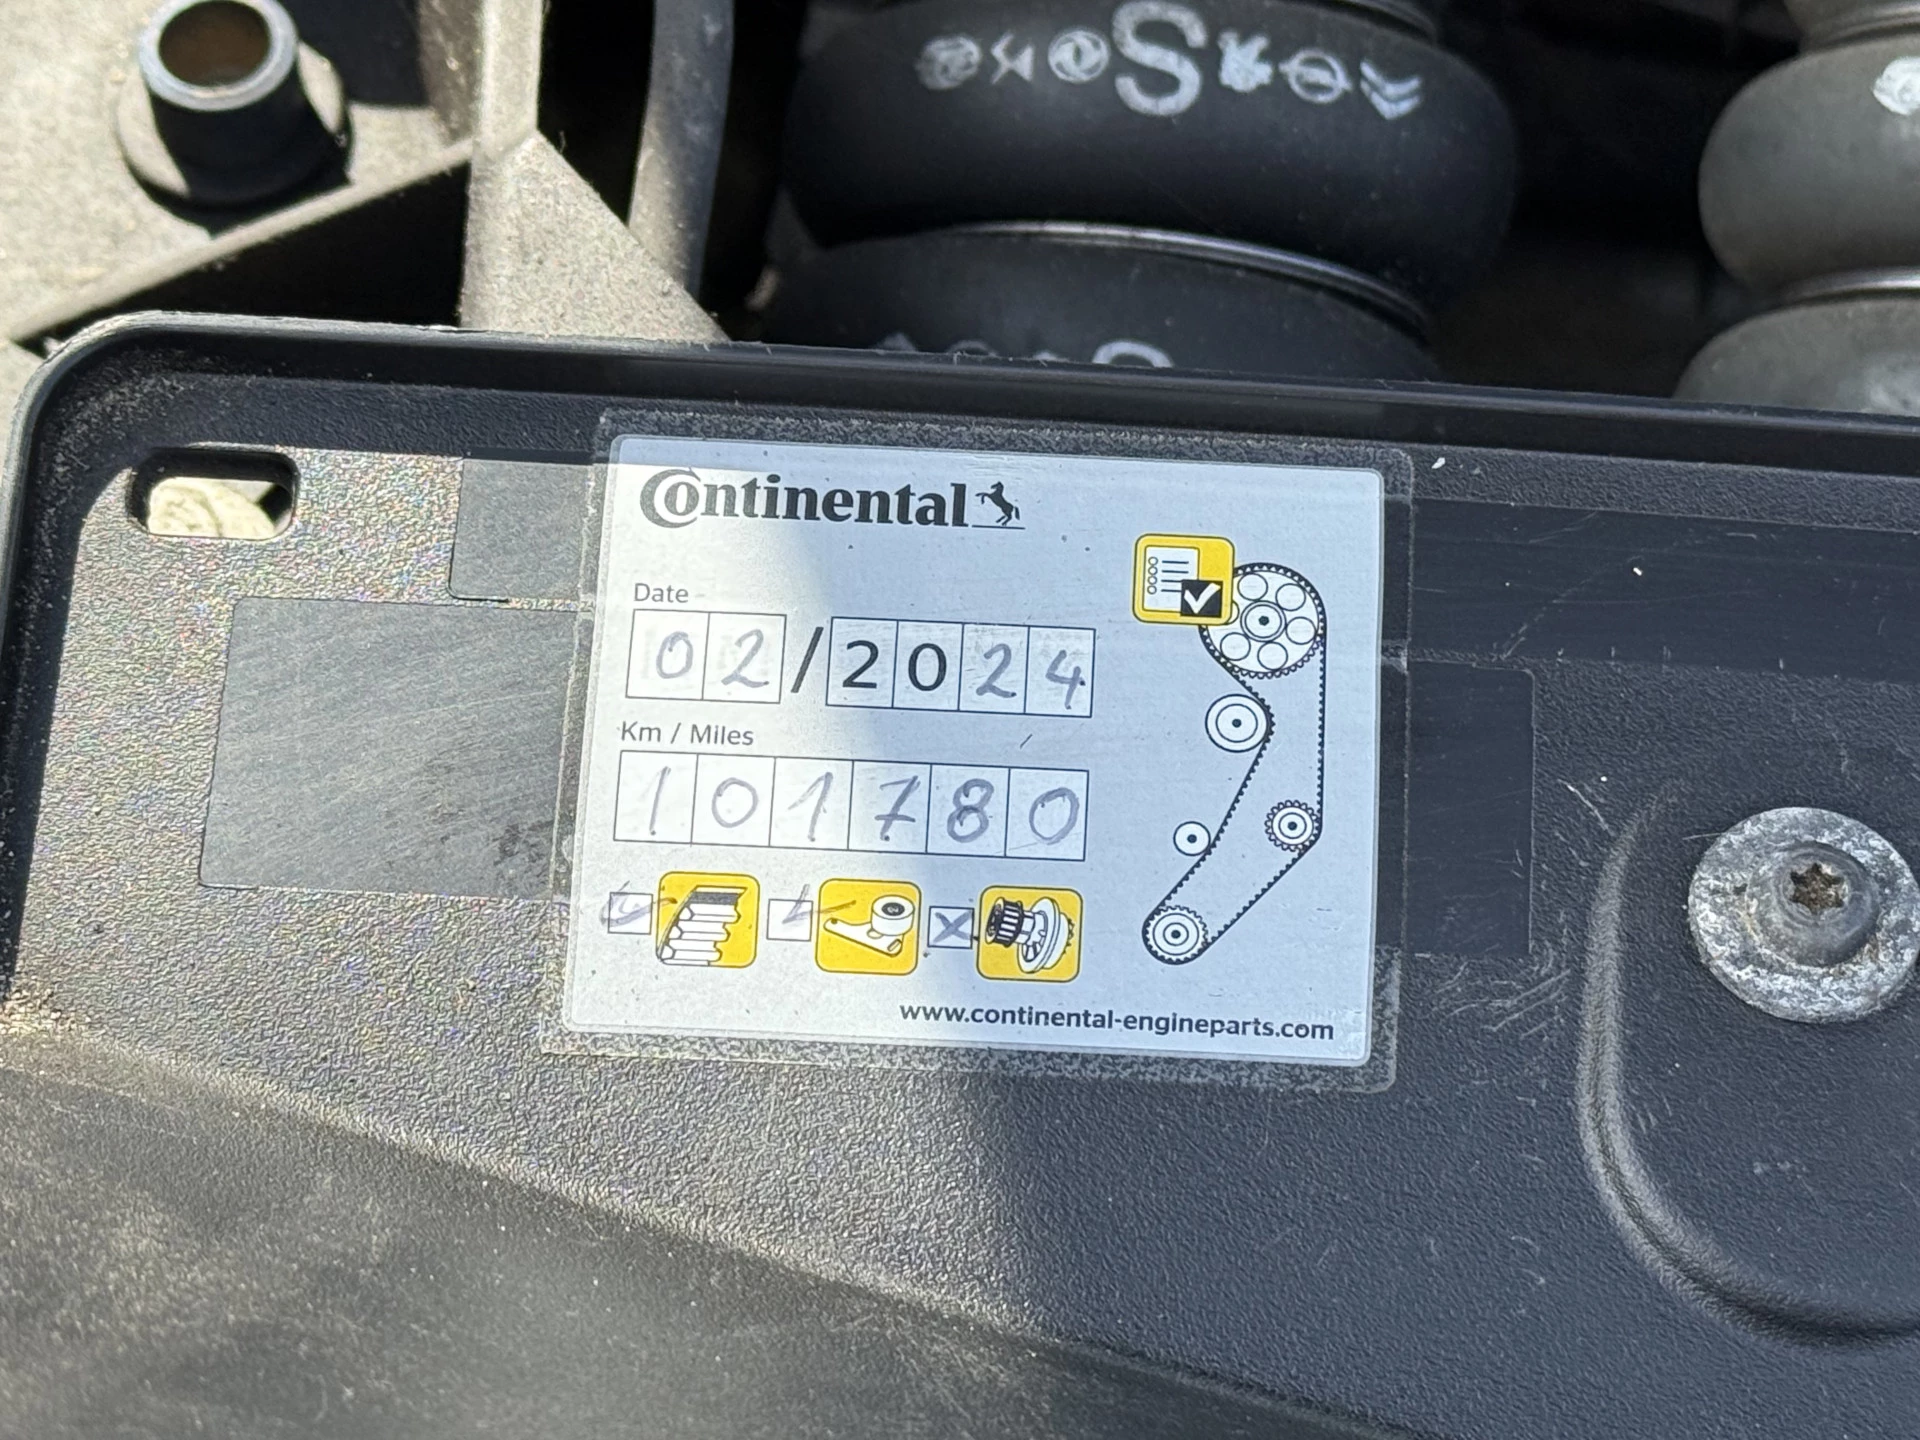 S
Continental
Date
02/2024
Km / Miles
101780
www.continental-engineparts.com